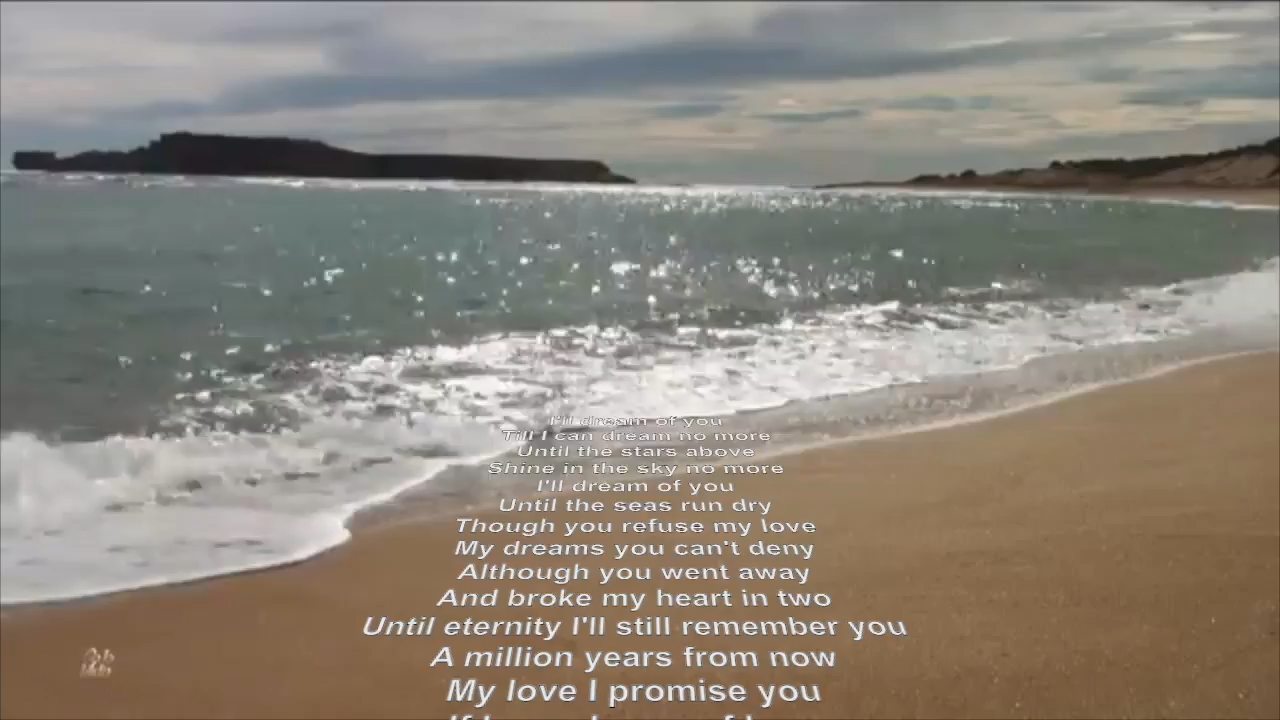 I'll dream of you
Till I can dream no more
Until the stars above
Shine in the sky no more
I'll dream of you
Until the seas run dry
Though you refuse my love
My dreams you can't deny
Although you went away
And broke my heart in two
Until eternity I'll still remember you
A million years from now
My love I promise you